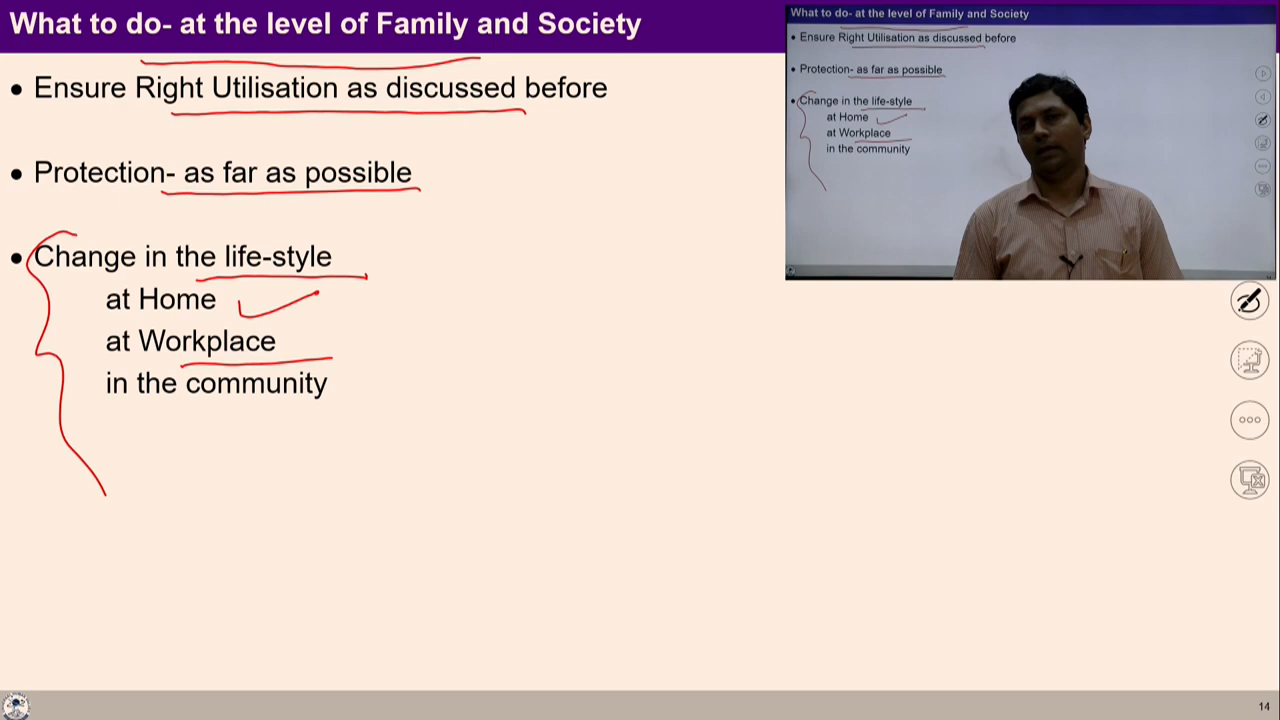 What to do- at the level of Family and Society
• Ensure Right Utilisation as discussed before
• Protection- as far as possible
• Change in the life-style
at Home
at Workplace
in the community
What to do- at the level of Family and Society
• Ensure Right Utilisation as discussed before
• Protection- as far as possible
• Change in the life-style
at Home
at Workplace
in the community
14